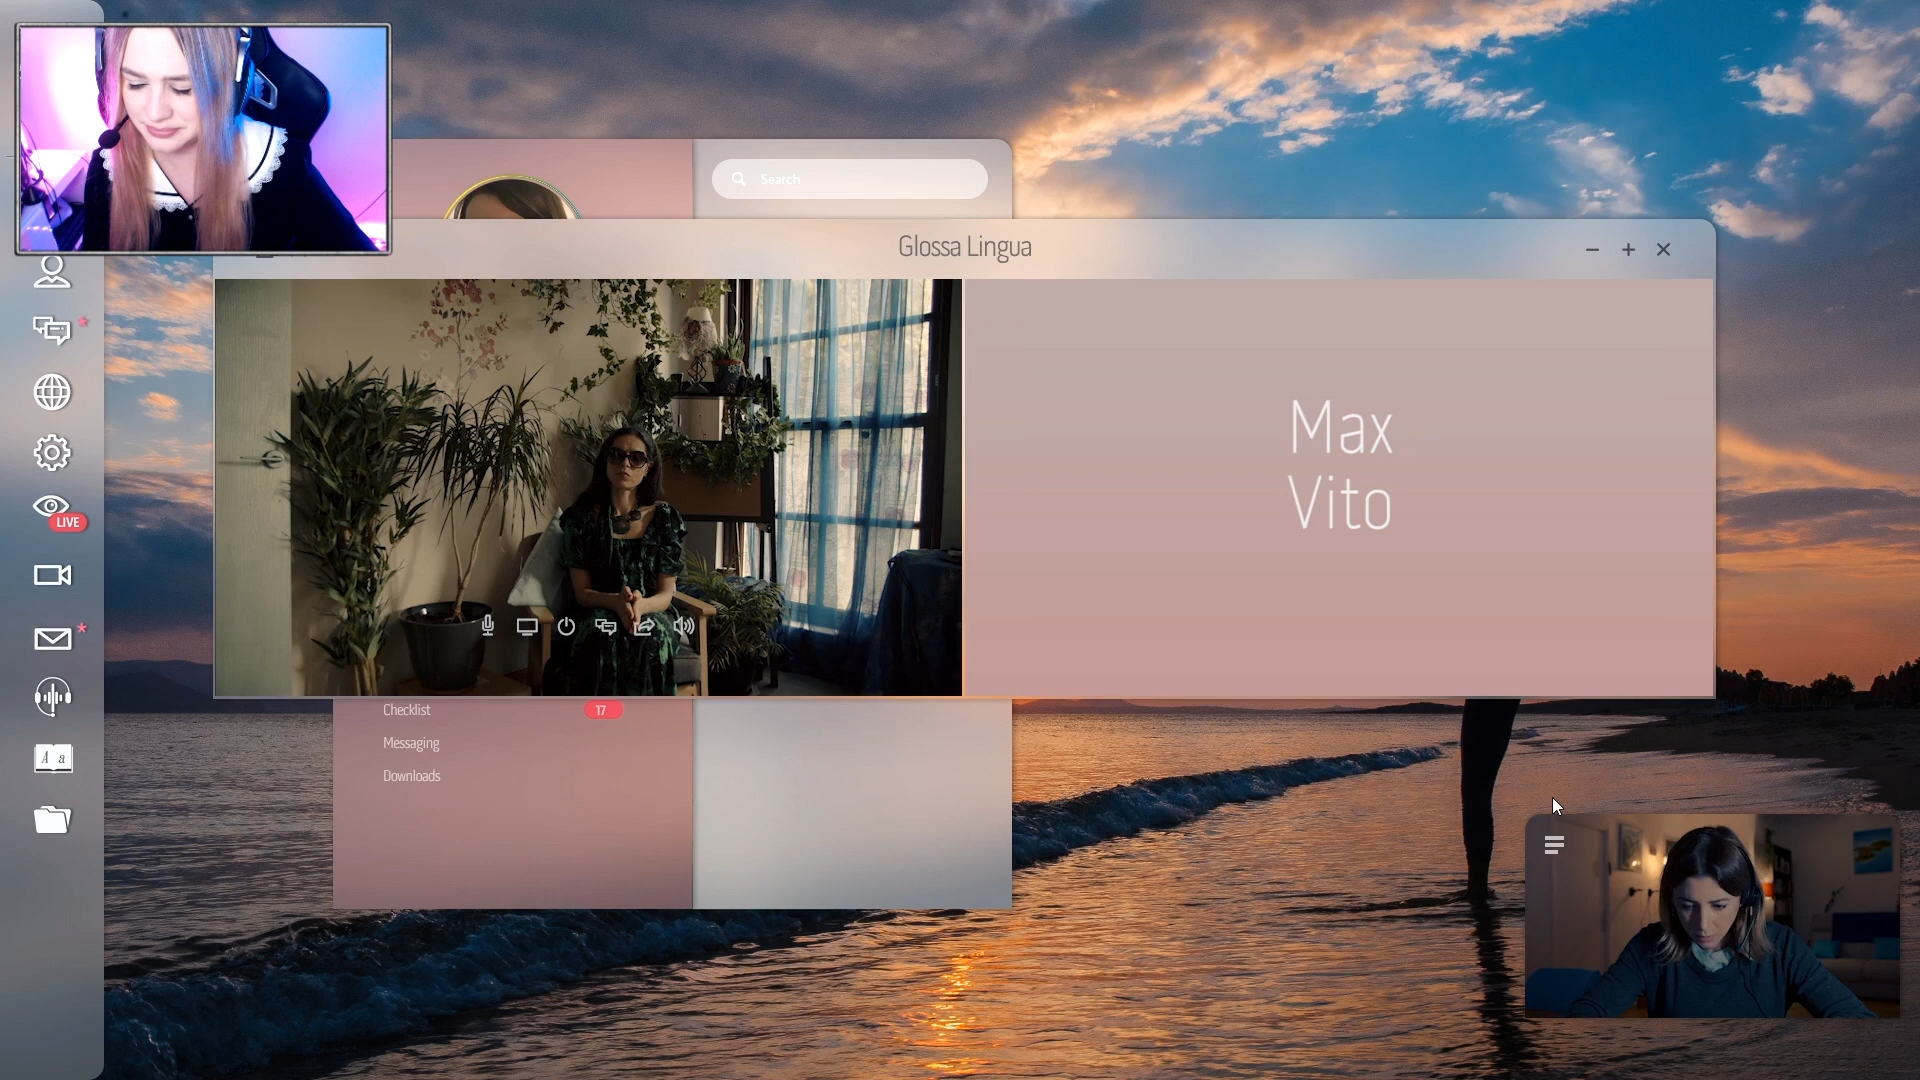 Search
Glossa Lingua
Max
Vito
LIVE
A a
Checklist 17
Messaging
Downloads